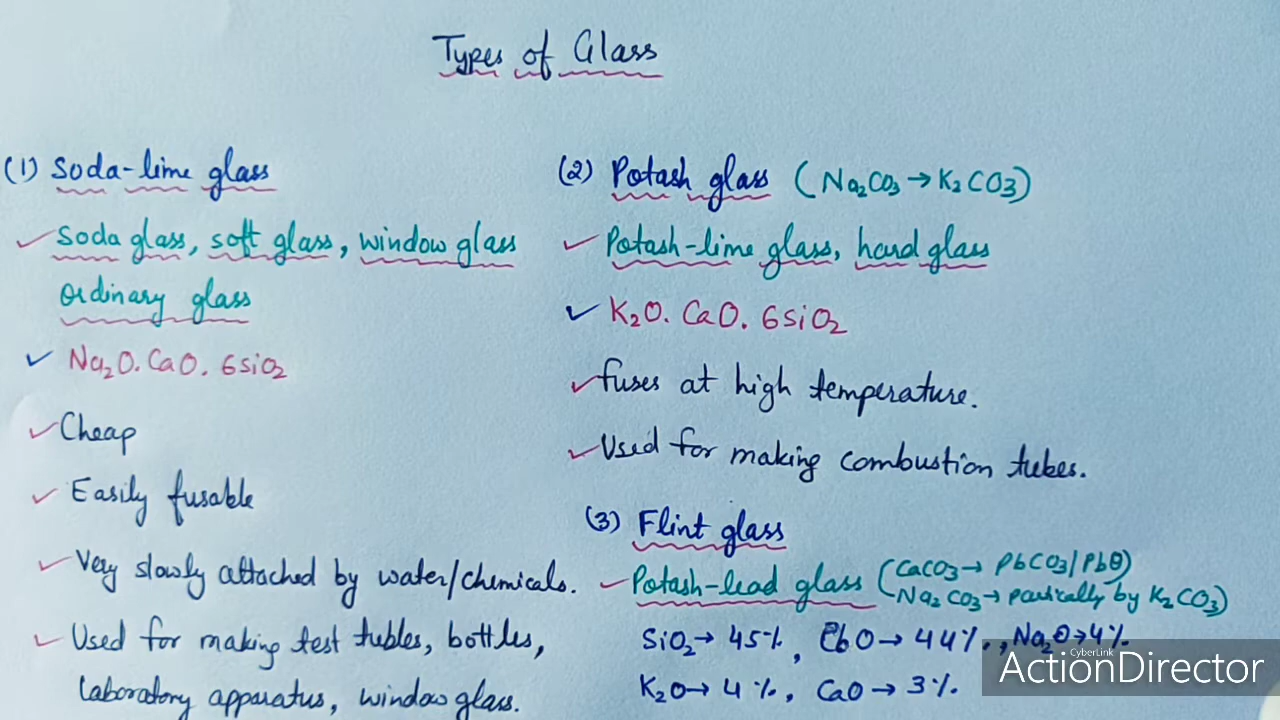 Types of Glass
(1) Soda-lime glass
✓ Soda glass, soft glass, window glass
ordinary glass
✓ Na₂O. CaO. 6SiO₂
✓ Cheap
✓ Easily fusable
✓ Very slowly attached by water/chemicals.
✓ Used for making test tubles, bottles,
laboratory apparatus, window glass.
(2) Potash glass (Na₂CO₃ → K₂CO₃)
✓ Potash-lime glass, hard glass
✓ K₂O. CaO. 6SiO₂
✓ fuses at high temperature.
✓ Used for making combustion tubes.
(3) Flint glass
✓ Potash-lead glass (CaCO₃ → PbCO₃/PbO)
Na₂CO₃ → partically by K₂CO₃)
SiO₂ → 45%, PbO → 44%, Na₂O → 4%
K₂O → 4%, CaO → 3%.
CyberLink
ActionDirector